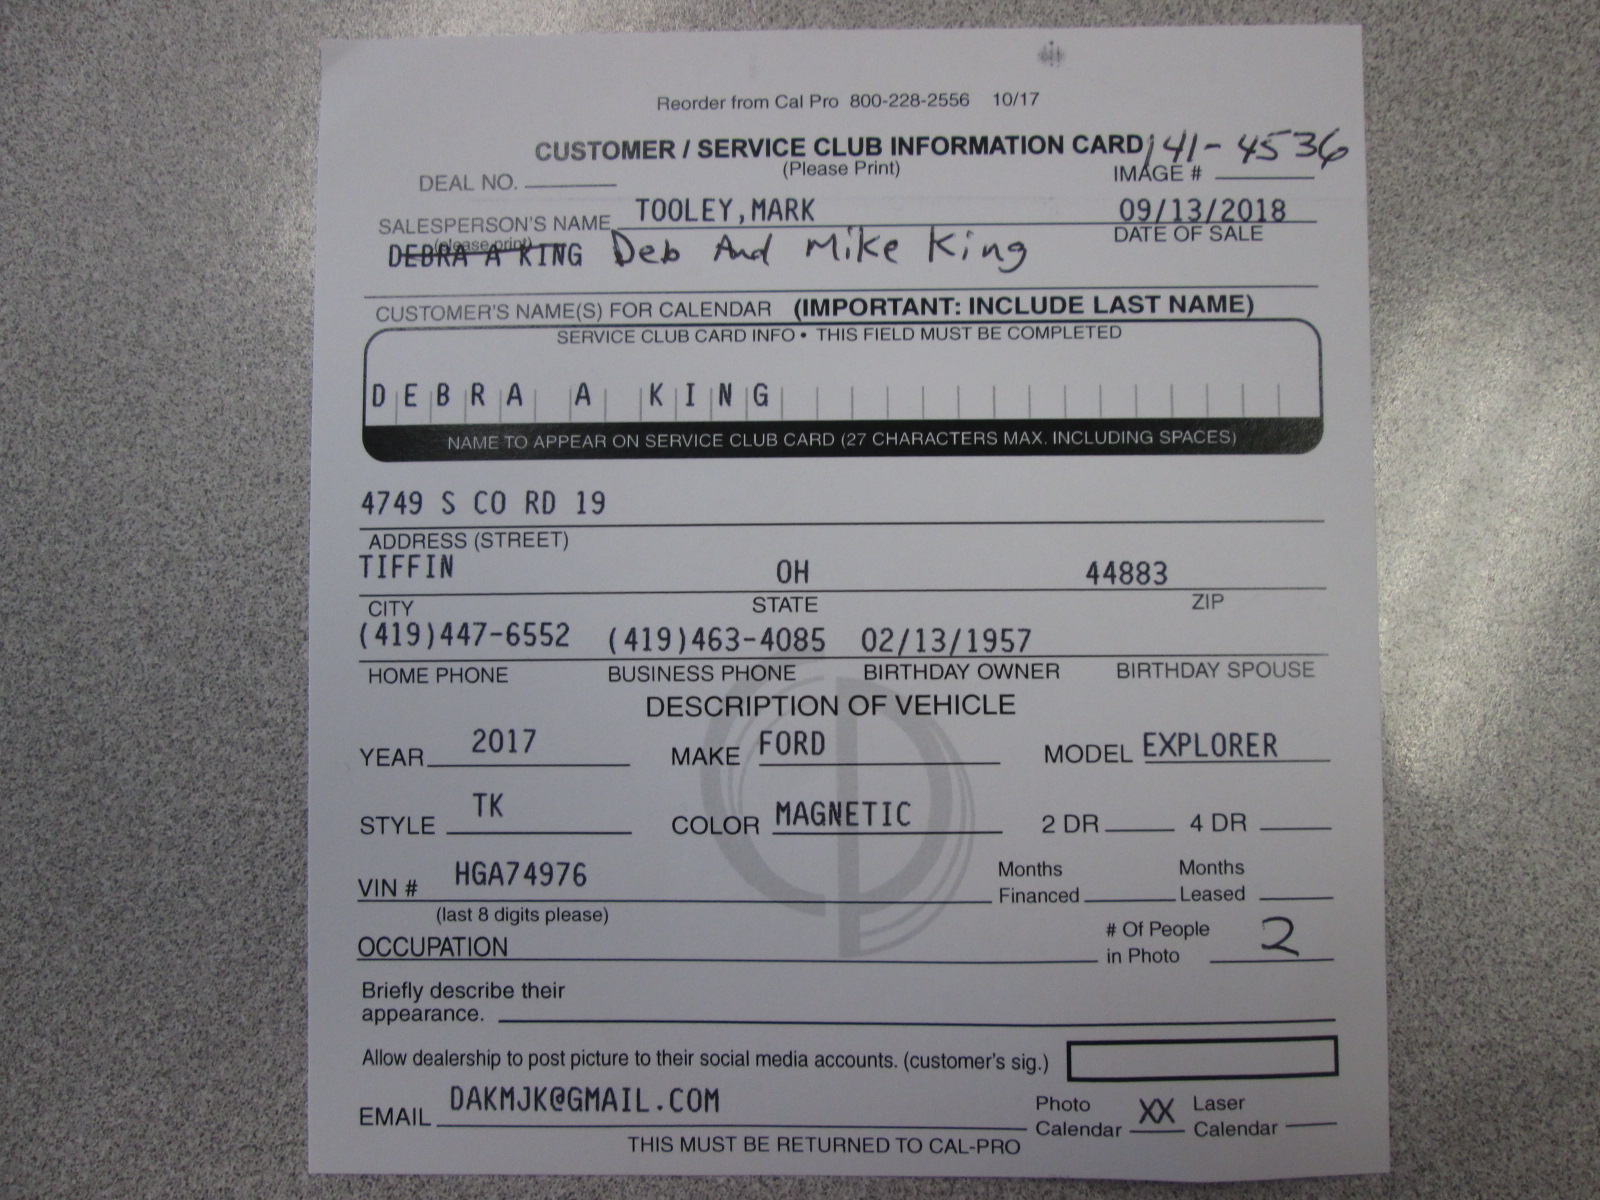 Reorder from Cal Pro 800-228-2556 10/17
CUSTOMER / SERVICE CLUB INFORMATION CARD 141-4536
(Please Print)
DEAL NO. IMAGE #
SALESPERSON'S NAME TOOLEY,MARK 09/13/2018
(please print) DATE OF SALE
DEBRA A KING Deb And Mike King
CUSTOMER'S NAME(S) FOR CALENDAR (IMPORTANT: INCLUDE LAST NAME)
SERVICE CLUB CARD INFO • THIS FIELD MUST BE COMPLETED
DEBRA A KING
NAME TO APPEAR ON SERVICE CLUB CARD (27 CHARACTERS MAX. INCLUDING SPACES)
4749 S CO RD 19
ADDRESS (STREET)
TIFFIN OH 44883
CITY STATE ZIP
(419)447-6552 (419)463-4085 02/13/1957
HOME PHONE BUSINESS PHONE BIRTHDAY OWNER BIRTHDAY SPOUSE
DESCRIPTION OF VEHICLE
YEAR 2017 MAKE FORD MODEL EXPLORER
STYLE TK COLOR MAGNETIC 2 DR 4 DR
VIN # HGA74976 Months Financed Months Leased
(last 8 digits please)
OCCUPATION # Of People in Photo 2
Briefly describe their
appearance.
Allow dealership to post picture to their social media accounts. (customer's sig.)
EMAIL DAKMJK@GMAIL.COM Photo Calendar XX Laser Calendar
THIS MUST BE RETURNED TO CAL-PRO